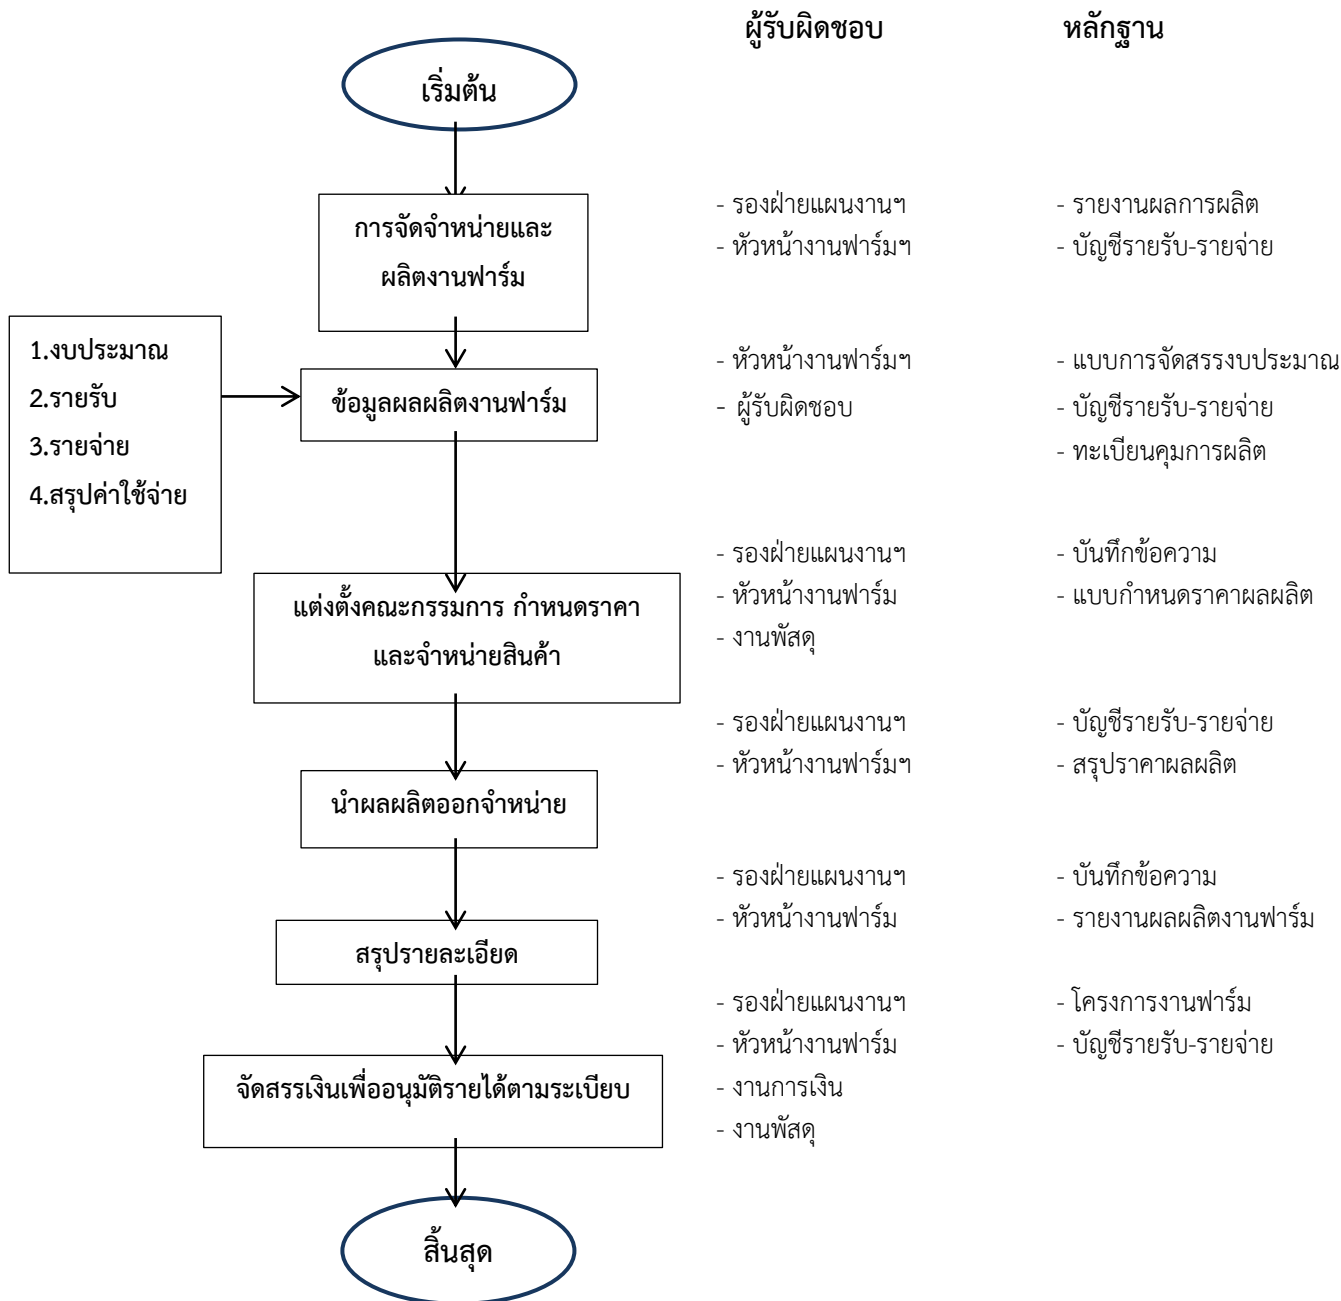 ผู้รับผิดชอบ หลักฐาน
เริ่มต้น
การจัดจำหน่ายและ
ผลิตงานฟาร์ม
- รองฝ่ายแผนงานฯ
- หัวหน้างานฟาร์มฯ
- รายงานผลการผลิต
- บัญชีรายรับ-รายจ่าย
1.งบประมาณ
2.รายรับ
3.รายจ่าย
4.สรุปค่าใช้จ่าย
ข้อมูลผลผลิตงานฟาร์ม
- หัวหน้างานฟาร์มฯ
- ผู้รับผิดชอบ
- แบบการจัดสรรงบประมาณ
- บัญชีรายรับ-รายจ่าย
- ทะเบียนคุมการผลิต
แต่งตั้งคณะกรรมการ กำหนดราคา
และจำหน่ายสินค้า
- รองฝ่ายแผนงานฯ
- หัวหน้างานฟาร์ม
- งานพัสดุ
- บันทึกข้อความ
- แบบกำหนดราคาผลผลิต
นำผลผลิตออกจำหน่าย
- รองฝ่ายแผนงานฯ
- หัวหน้างานฟาร์มฯ
- บัญชีรายรับ-รายจ่าย
- สรุปราคาผลผลิต
สรุปรายละเอียด
- รองฝ่ายแผนงานฯ
- หัวหน้างานฟาร์ม
- บันทึกข้อความ
- รายงานผลผลิตงานฟาร์ม
จัดสรรเงินเพื่ออนุมัติรายได้ตามระเบียบ
- รองฝ่ายแผนงานฯ
- หัวหน้างานฟาร์ม
- งานการเงิน
- งานพัสดุ
- โครงการงานฟาร์ม
- บัญชีรายรับ-รายจ่าย
สิ้นสุด